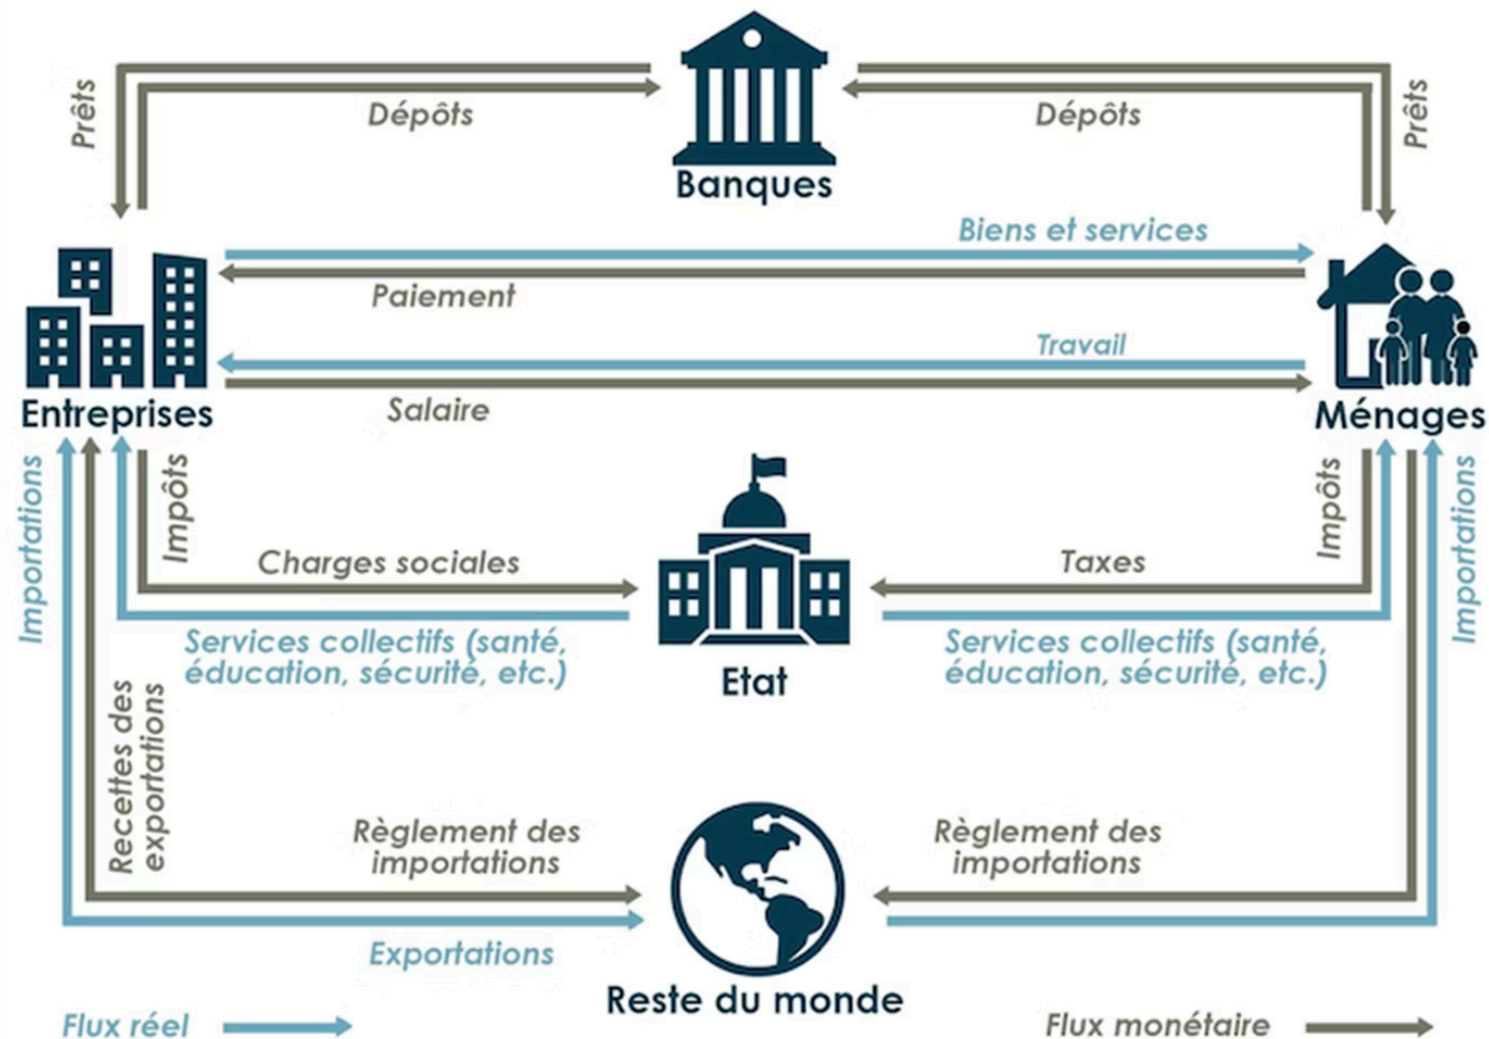 Prêts
Dépôts
Banques
Dépôts
Prêts
Biens et services
Paiement
Travail
Salaire
Entreprises
Ménages
Importations
Impôts
Charges sociales
Taxes
Impôts
Importations
Services collectifs (santé,
éducation, sécurité, etc.)
Etat
Services collectifs (santé,
éducation, sécurité, etc.)
Recettes des
exportations
Règlement des
importations
Règlement des
importations
Exportations
Reste du monde
Flux réel
Flux monétaire